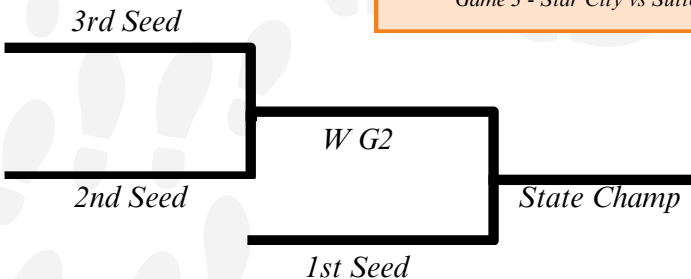 3rd Seed
Game 3 - Star City vs
W G2
2nd Seed
State Champ
1st Seed